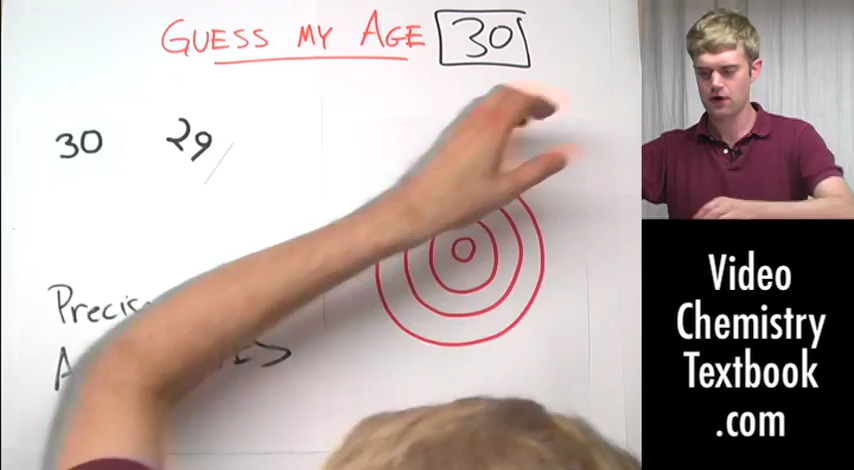 GUESS MY AGE 30
30 29
Video
Chemistry
Textbook
.com